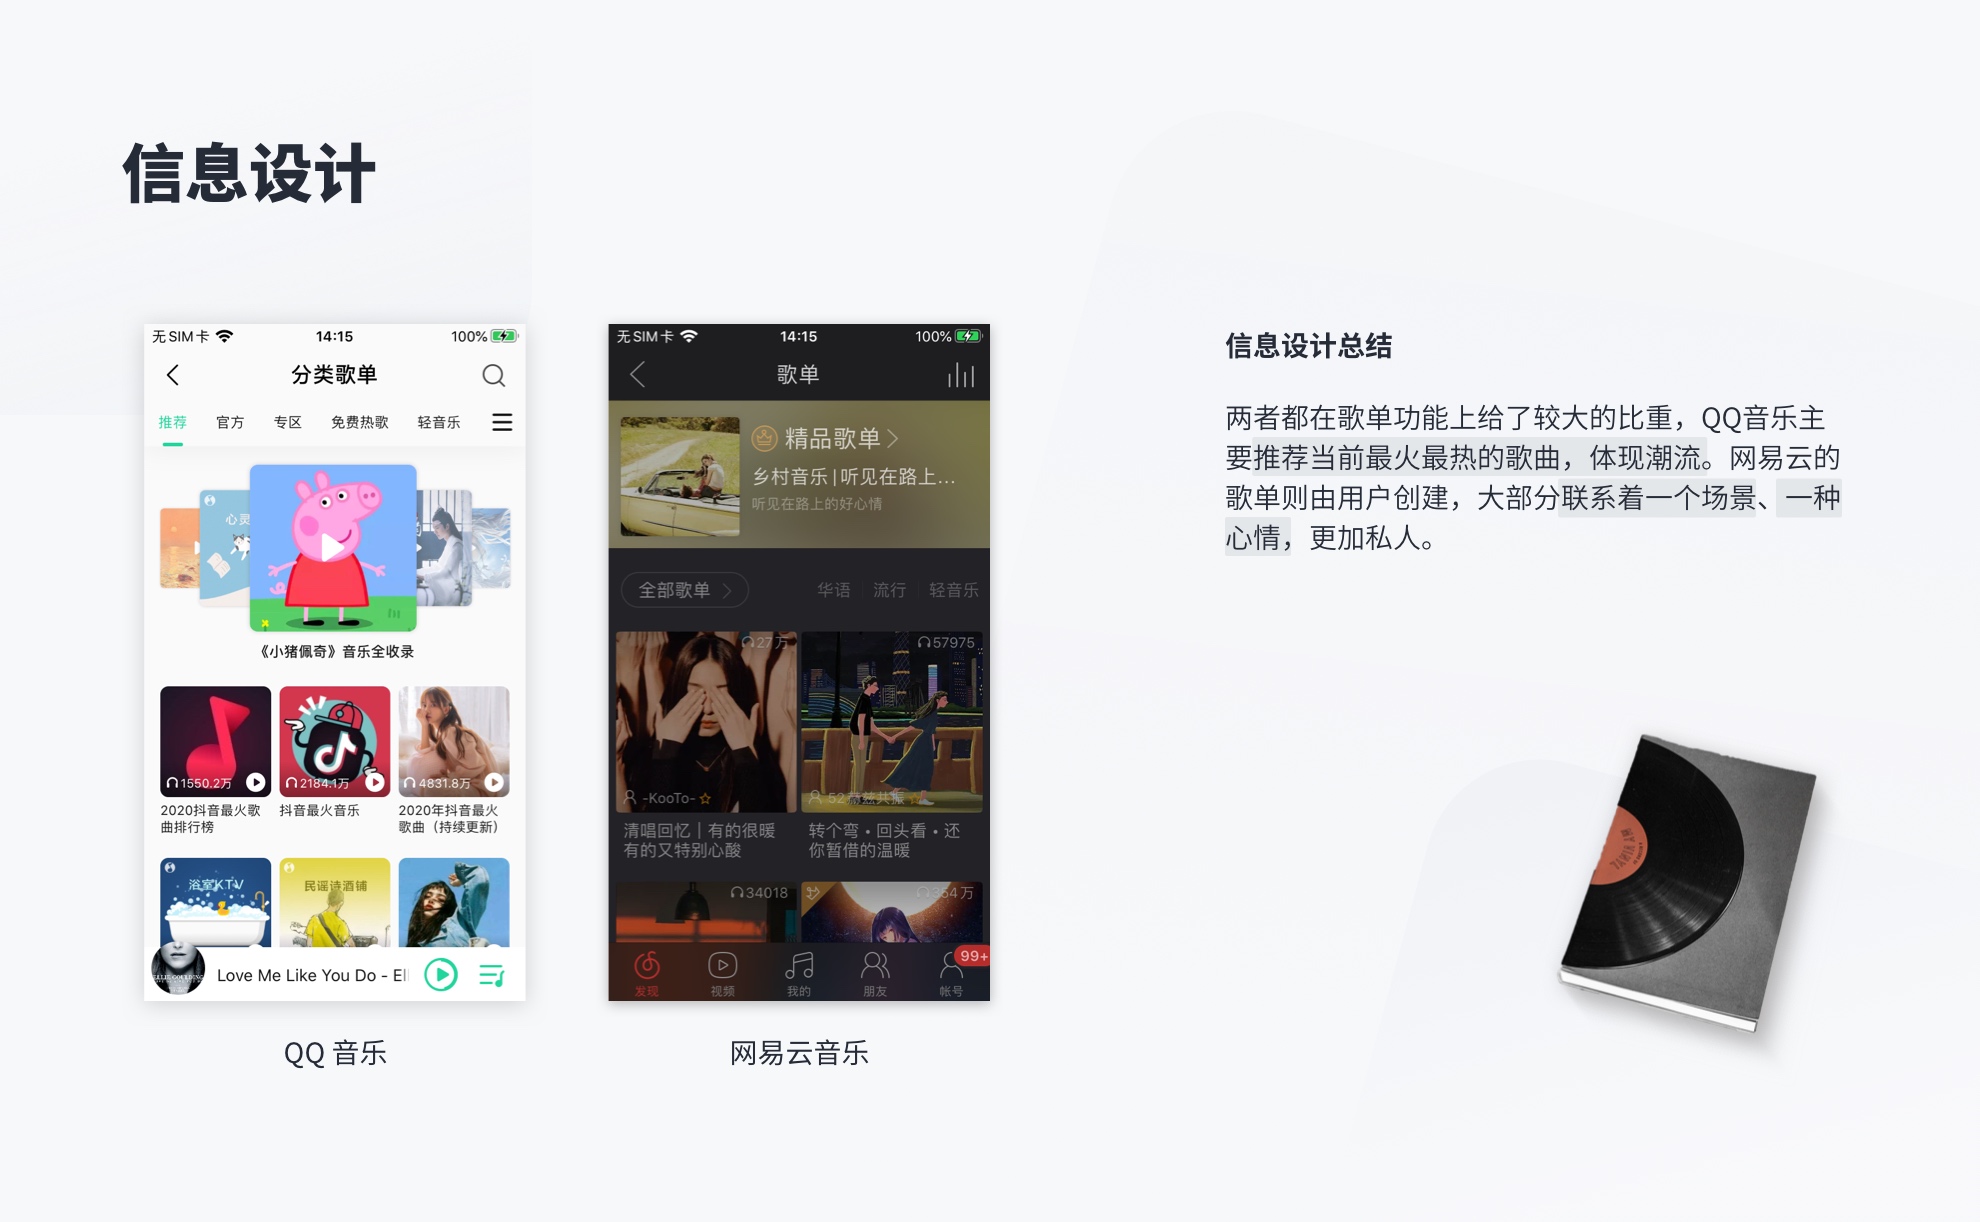 信息设计
无SIM卡 14:15 100%
分类歌单
推荐 官方 专区 免费热歌 轻音乐
心灵
《小猪佩奇》音乐全收录
1550.2万 2184.1万 4831.8万
2020抖音最火歌曲排行榜
抖音最火音乐
2020年抖音最火歌曲（持续更新）
浴室KTV 民谣诗酒铺
Love Me Like You Do - Ell
QQ 音乐
无SIM卡 14:15 100%
歌单
精品歌单
乡村音乐 | 听见在路上...
听见在路上的好心情
全部歌单 华语 流行 轻音乐
27万 57975
-KooTo- 52赫兹共振
清唱回忆｜有的很暖
有的又特别心酸
转个弯·回头看·还
你暂借的温暖
34018 354万
99+
发现 视频 我的 朋友 帐号
网易云音乐
信息设计总结
两者都在歌单功能上给了较大的比重，QQ音乐主
要推荐当前最火最热的歌曲，体现潮流。网易云的
歌单则由用户创建，大部分联系着一个场景、一种
心情，更加私人。